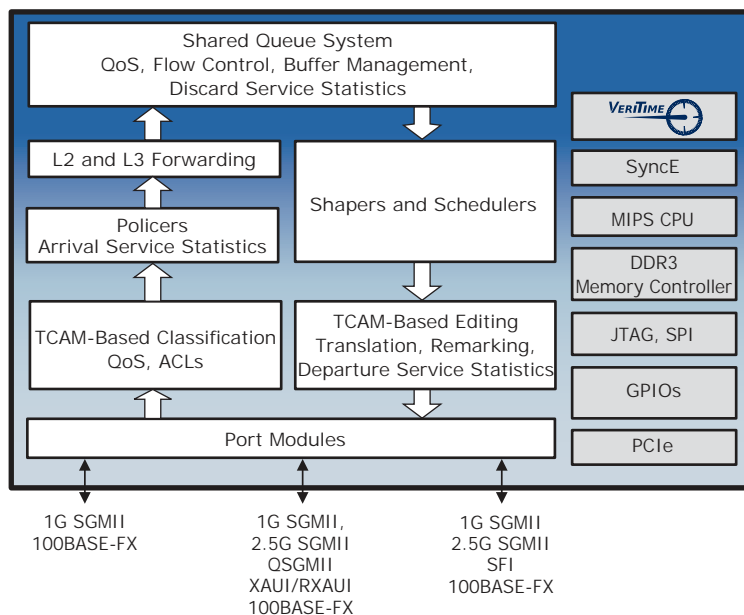 Shared Queue System
QoS, Flow Control, Buffer Management,
Discard Service Statistics
L2 and L3 Forwarding
Policers
Arrival Service Statistics
TCAM-Based Classification
QoS, ACLs
Shapers and Schedulers
TCAM-Based Editing
Translation, Remarking,
Departure Service Statistics
Port Modules
VERITIME
SyncE
MIPS CPU
DDR3
Memory Controller
JTAG, SPI
GPIOs
PCIe
1G SGMII
100BASE-FX
1G SGMII,
2.5G SGMII
QSGMII
XAUI/RXAUI
100BASE-FX
1G SGMII
2.5G SGMII
SFI
100BASE-FX